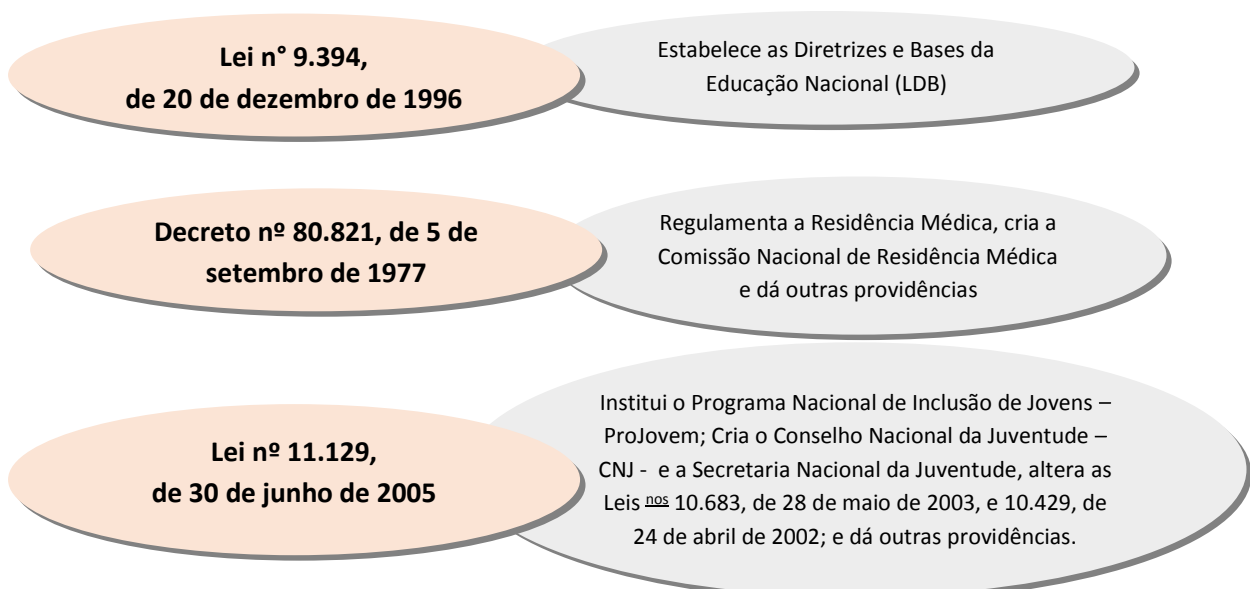 Lei n° 9.394,
de 20 de dezembro de 1996
Estabelece as Diretrizes e Bases da
Educação Nacional (LDB)
Decreto nº 80.821, de 5 de
setembro de 1977
Regulamenta a Residência Médica, cria a
Comissão Nacional de Residência Médica
e dá outras providências
Lei nº 11.129,
de 30 de junho de 2005
Institui o Programa Nacional de Inclusão de Jovens –
ProJovem; Cria o Conselho Nacional da Juventude –
CNJ - e a Secretaria Nacional da Juventude, altera as
Leis nos 10.683, de 28 de maio de 2003, e 10.429, de
24 de abril de 2002; e dá outras providências.